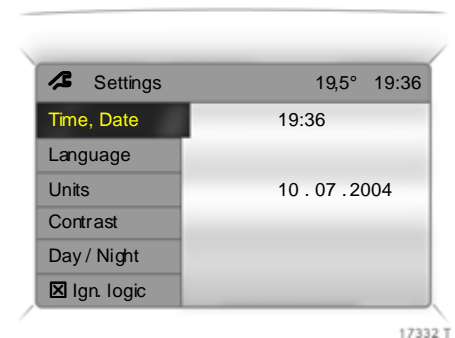 Settings 19,5° 19:36
Time, Date 19:36
Language
Units 10 . 07 . 2004
Contrast
Day / Night
Ign. logic
17332 T